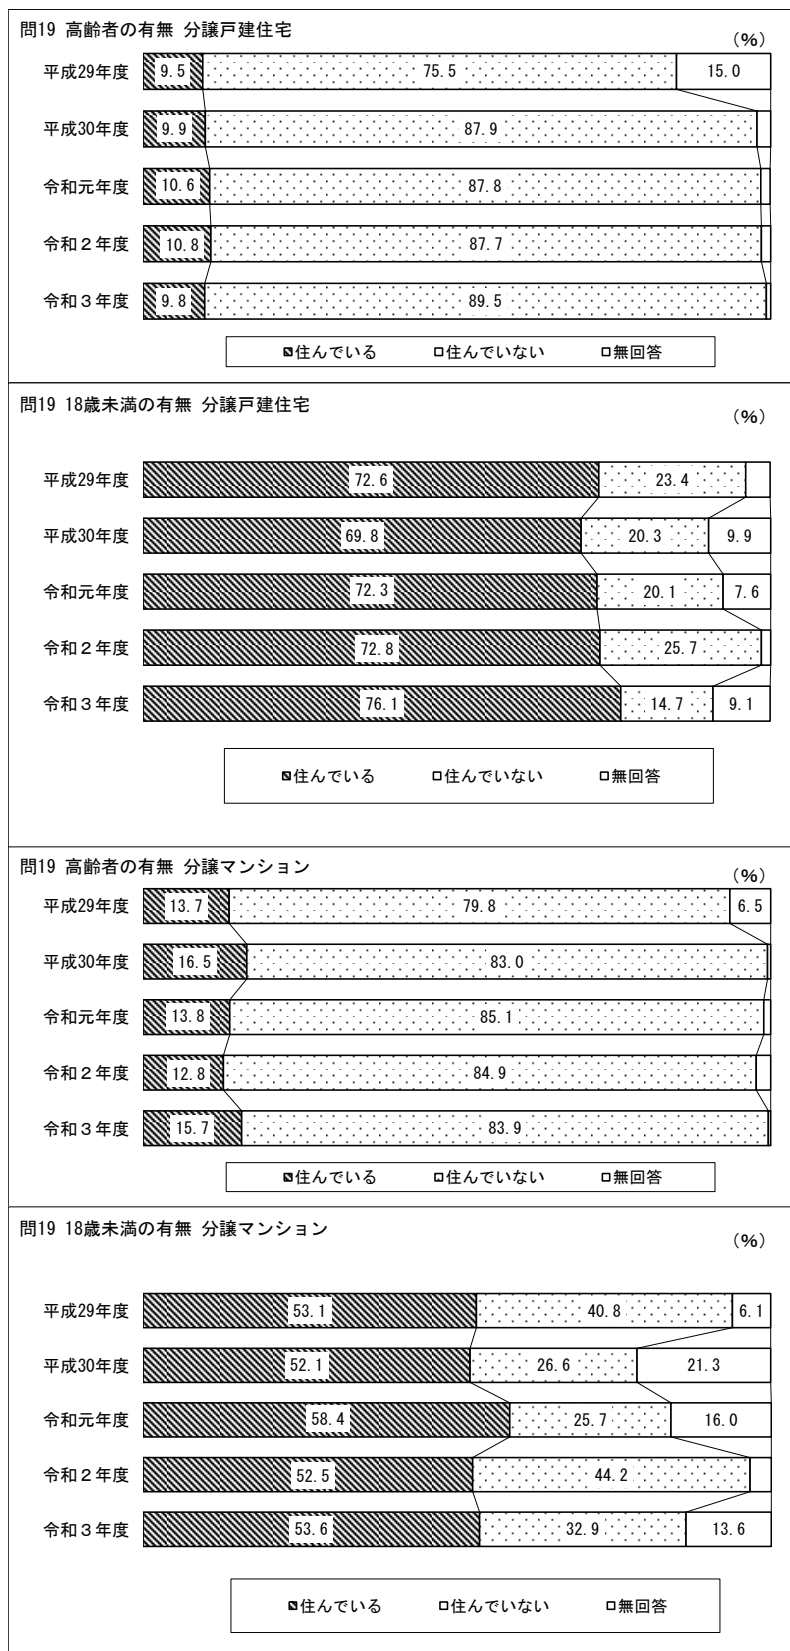 問19 高齢者の有無 分譲戸建住宅
(%)
平成29年度 9.5 75.5 15.0
平成30年度 9.9 87.9
令和元年度 10.6 87.8
令和２年度 10.8 87.7
令和３年度 9.8 89.5
住んでいる 住んでいない 無回答
問19 18歳未満の有無 分譲戸建住宅
(%)
平成29年度 72.6 23.4
平成30年度 69.8 20.3 9.9
令和元年度 72.3 20.1 7.6
令和２年度 72.8 25.7
令和３年度 76.1 14.7 9.1
住んでいる 住んでいない 無回答
問19 高齢者の有無 分譲マンション
(%)
平成29年度 13.7 79.8 6.5
平成30年度 16.5 83.0
令和元年度 13.8 85.1
令和２年度 12.8 84.9
令和３年度 15.7 83.9
住んでいる 住んでいない 無回答
問19 18歳未満の有無 分譲マンション
(%)
平成29年度 53.1 40.8 6.1
平成30年度 52.1 26.6 21.3
令和元年度 58.4 25.7 16.0
令和２年度 52.5 44.2
令和３年度 53.6 32.9 13.6
住んでいる 住んでいない 無回答